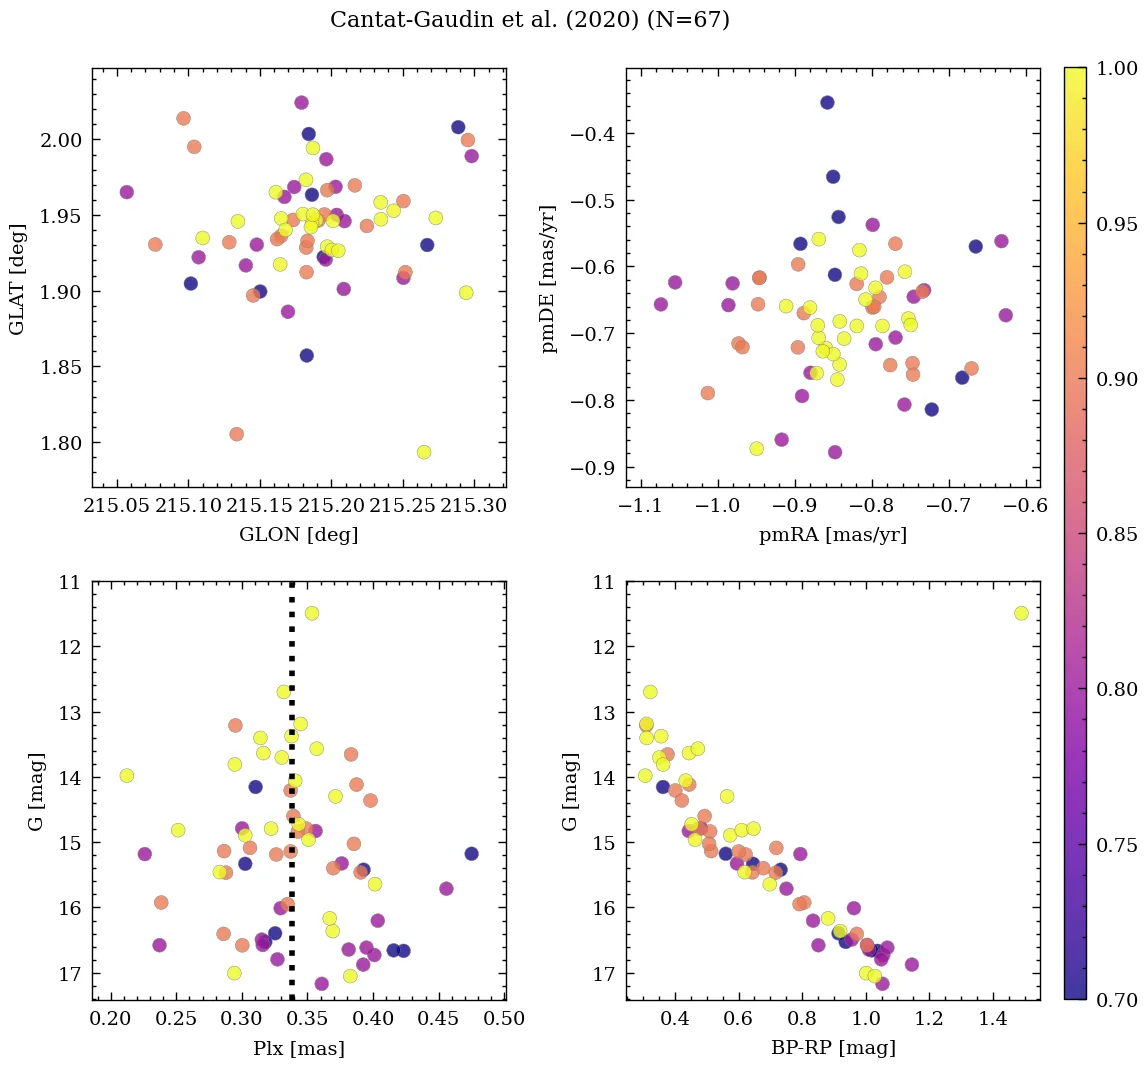 Cantat-Gaudin et al. (2020) (N=67)
2.00
1.95
1.90
1.85
1.80
GLAT [deg]
215.05 215.10 215.15 215.20 215.25 215.30
GLON [deg]
−0.4
−0.5
−0.6
−0.7
−0.8
−0.9
pmDE [mas/yr]
−1.1 −1.0 −0.9 −0.8 −0.7 −0.6
pmRA [mas/yr]
11
12
13
14
15
16
17
G [mag]
0.20 0.25 0.30 0.35 0.40 0.45 0.50
Plx [mas]
11
12
13
14
15
16
17
G [mag]
0.4 0.6 0.8 1.0 1.2 1.4
BP-RP [mag]
1.00
0.95
0.90
0.85
0.80
0.75
0.70